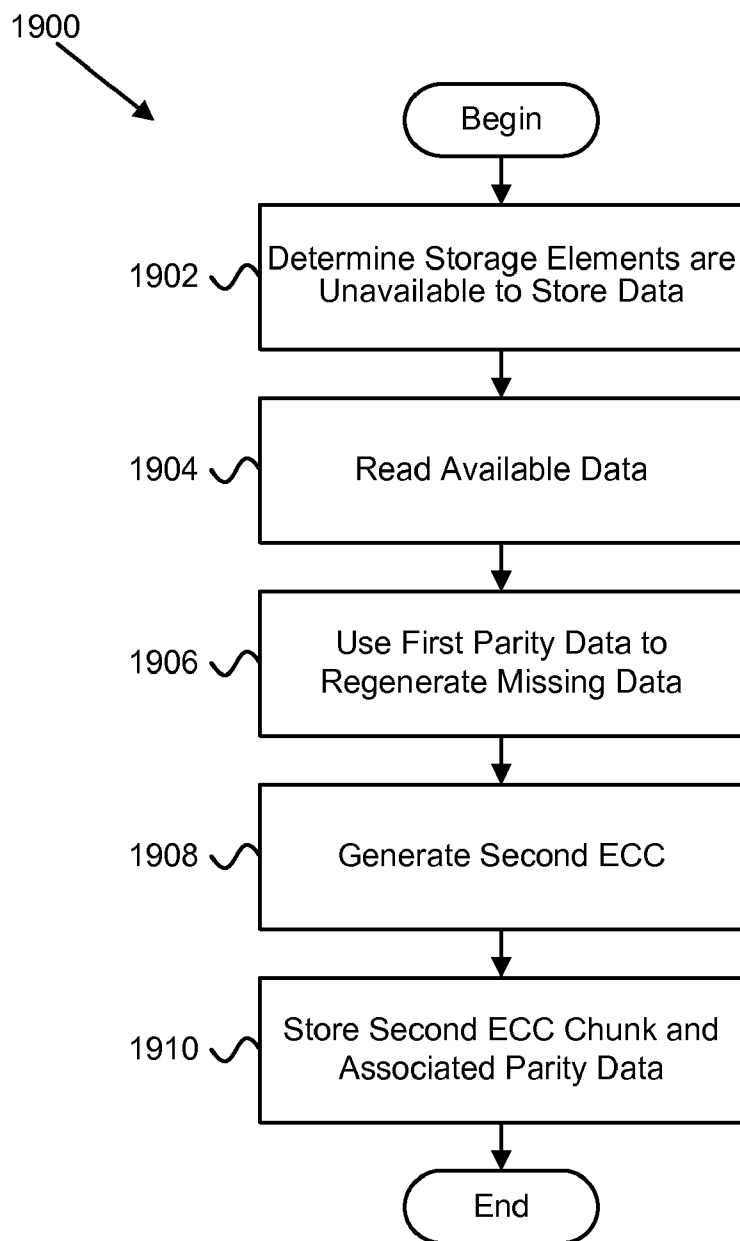 1900
Begin
1902
Determine Storage Elements are
Unavailable to Store Data
1904
Read Available Data
1906
Use First Parity Data to
Regenerate Missing Data
1908
Generate Second ECC
1910
Store Second ECC Chunk and
Associated Parity Data
End